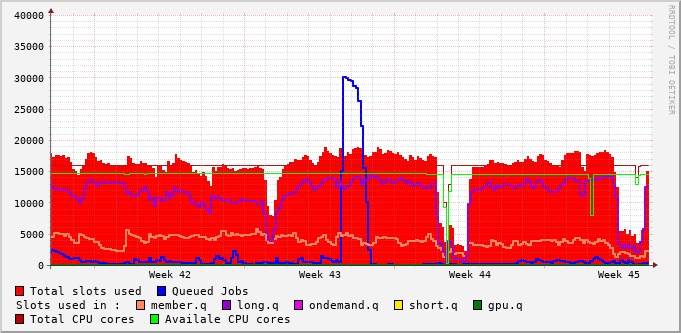 40000
35000
30000
25000
20000
15000
10000
5000
0
Week 42 Week 43 Week 44 Week 45
RRDTOOL / TOBI OETIKER
Total slots used Queued Jobs
Slots used in : member.q long.q ondemand.q short.q gpu.q
Total CPU cores Availale CPU cores